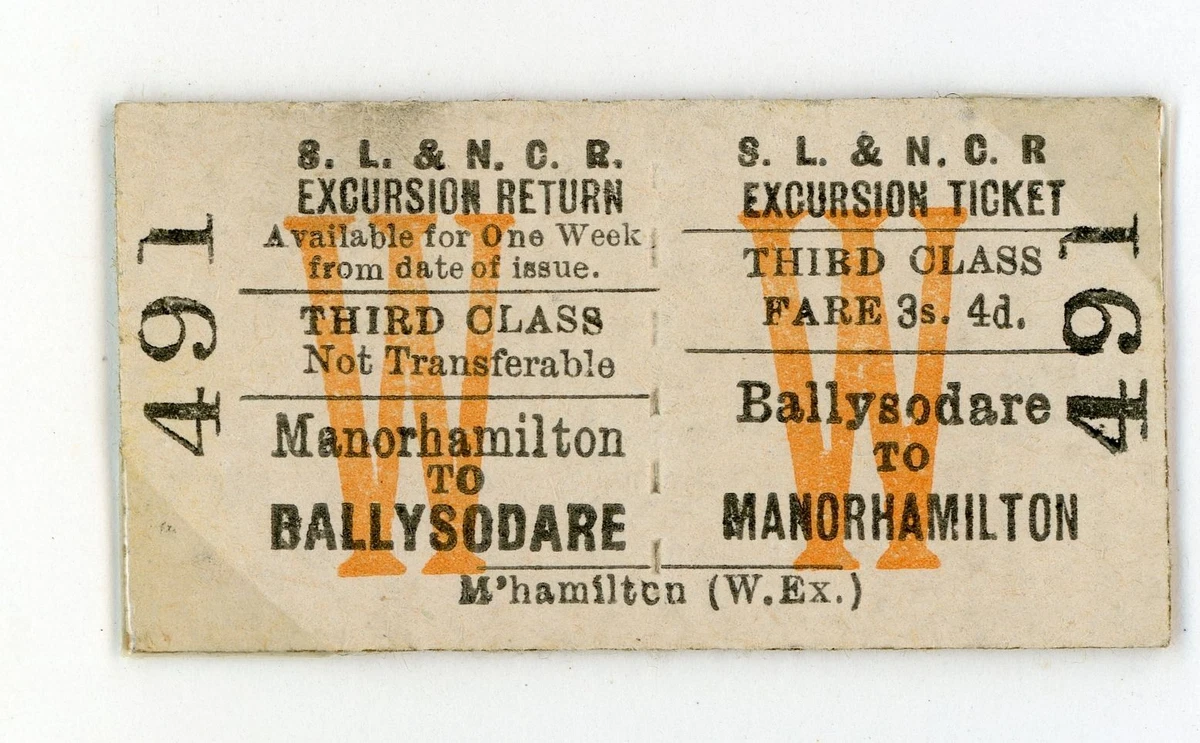 491
S. L. & N. C. R.
EXCURSION RETURN
Available for One Week
from date of issue.
THIRD CLASS
Not Transferable
Manorhamilton
TO
BALLYSODARE
W
S. L. & N. C. R
EXCURSION TICKET
THIRD CLASS
FARE 3s. 4d.
Ballysodare
TO
MANORHAMILTON
W
491
M'hamilton (W.Ex.)